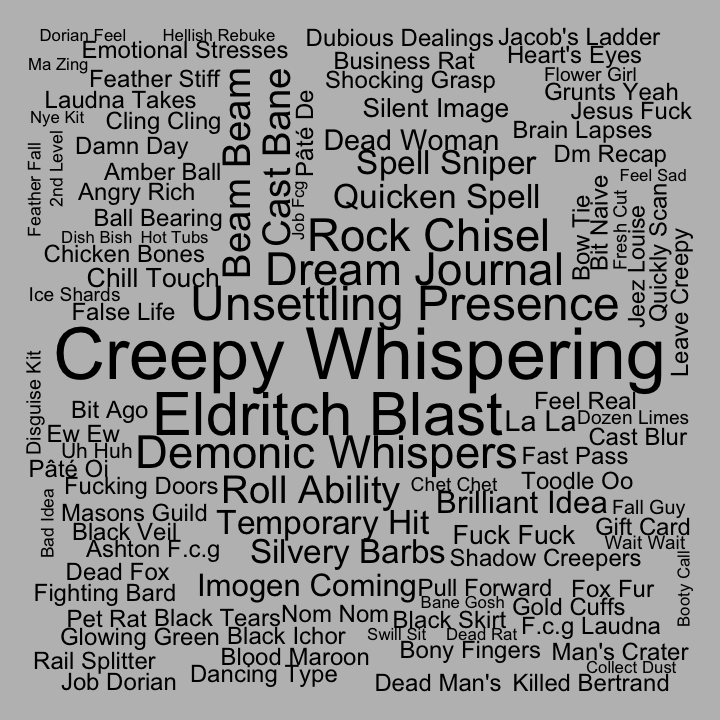 Dorian Feel
Hellish Rebuke
Dubious Dealings
Jacob's Ladder
Emotional Stresses
Business Rat
Heart's Eyes
Ma Zing
Feather Stiff
Shocking Grasp
Flower Girl
Laudna Takes
Grunts Yeah
Silent Image
Jesus Fuck
Nye Kit
Cling Cling
Brain Lapses
Damn Day
Dead Woman
Dm Recap
Spell Sniper
Amber Ball
Feel Sad
Angry Rich
Quicken Spell
Ball Bearing
Feather Fall
2nd Level
Beam Beam
Cast Bane
Pâté De
Job Fcg
Bow Tie
Bit Naive
Fresh Cut
Jeez Louise
Quickly Scan
Leave Creepy
Dish Bish
Hot Tubs
Rock Chisel
Chicken Bones
Dream Journal
Chill Touch
Ice Shards
False Life
Unsettling Presence
Creepy Whispering
Disguise Kit
Bit Ago
Eldritch Blast
Feel Real
La La
Dozen Limes
Ew Ew
Cast Blur
Uh Huh
Demonic Whispers
Fast Pass
Pâté Oi
Fucking Doors
Roll Ability
Chet Chet
Toodle Oo
Bad Idea
Brilliant Idea
Fall Guy
Masons Guild
Temporary Hit
Gift Card
Black Veil
Fuck Fuck
Wait Wait
Ashton F.c.g
Silvery Barbs
Shadow Creepers
Booty Call
Dead Fox
Fighting Bard
Imogen Coming
Pull Forward
Fox Fur
Bane Gosh
Gold Cuffs
Pet Rat
Black Tears
Nom Nom
Black Skirt
F.c.g Laudna
Glowing Green
Black Ichor
Swill Sit
Dead Rat
Bony Fingers
Man's Crater
Rail Splitter
Blood Maroon
Collect Dust
Job Dorian
Dancing Type
Dead Man's
Killed Bertrand